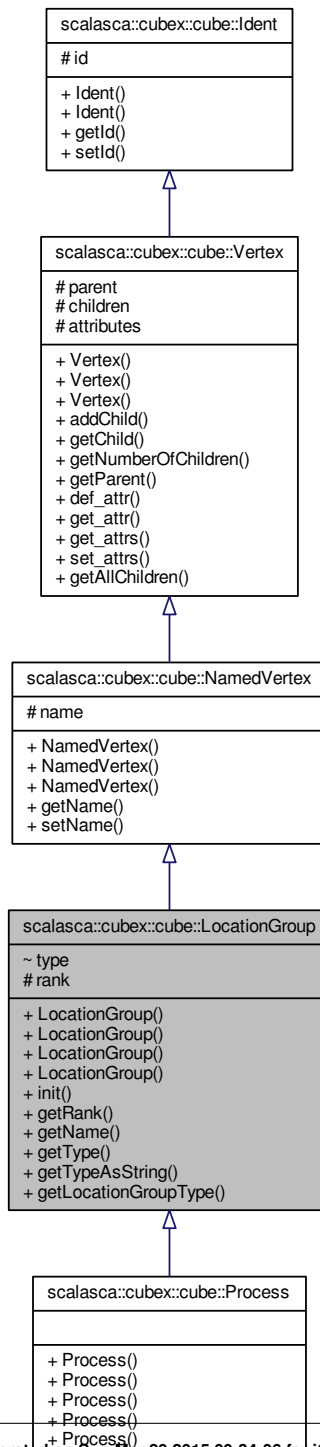 scalasca::cubex::cube::Ident
# id
+ Ident()
+ Ident()
+ getId()
+ setId()
scalasca::cubex::cube::Vertex
# parent
# children
# attributes
+ Vertex()
+ Vertex()
+ Vertex()
+ addChild()
+ getChild()
+ getNumberOfChildren()
+ getParent()
+ def_attr()
+ get_attr()
+ get_attrs()
+ set_attrs()
+ getAllChildren()
scalasca::cubex::cube::NamedVertex
# name
+ NamedVertex()
+ NamedVertex()
+ NamedVertex()
+ getName()
+ setName()
scalasca::cubex::cube::LocationGroup
~ type
# rank
+ LocationGroup()
+ LocationGroup()
+ LocationGroup()
+ LocationGroup()
+ init()
+ getRank()
+ getName()
+ getType()
+ getTypeAsString()
+ getLocationGroupType()
scalasca::cubex::cube::Process
+ Process()
+ Process()
+ Process()
+ Process()
+ Process()